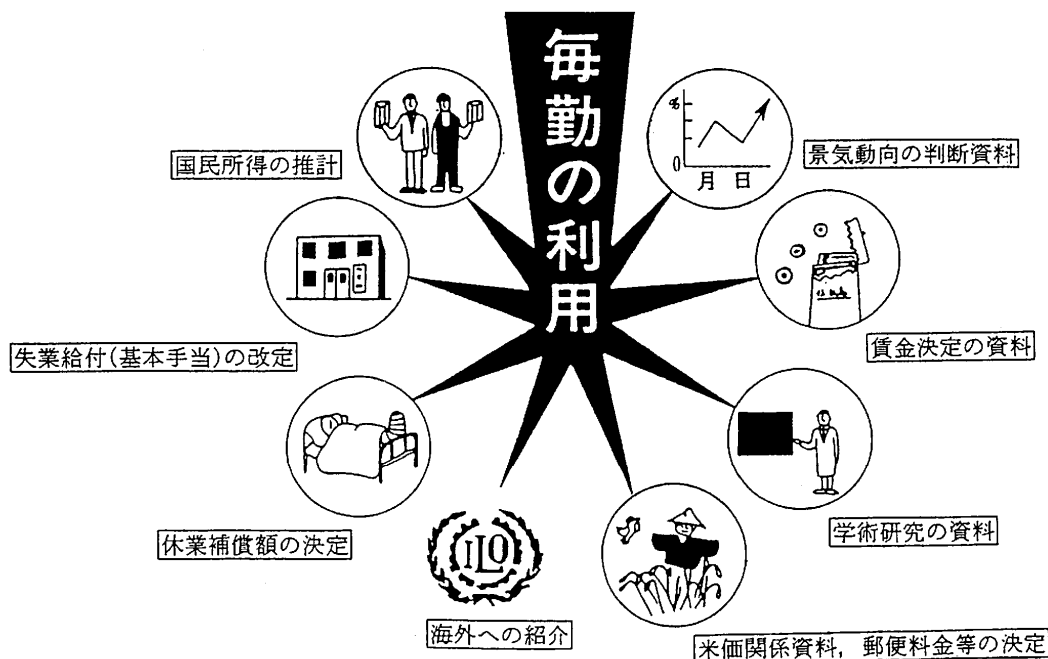 毎勤の利用
国民所得の推計
%
0
月 日
景気動向の判断資料
失業給付(基本手当)の改定
賃金決定の資料
休業補償額の決定
学術研究の資料
ILO
海外への紹介
米価関係資料，郵便料金等の決定